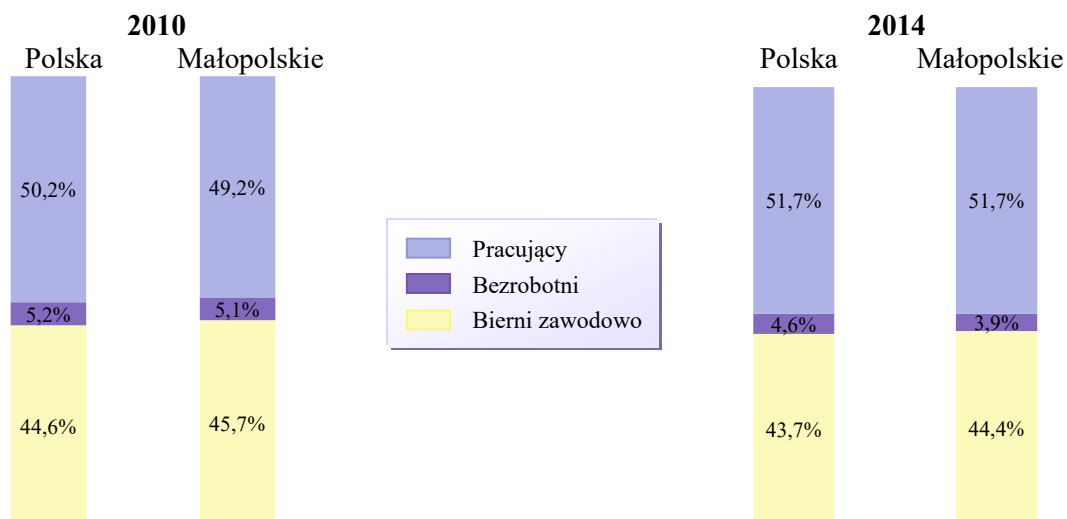 2010
Polska Małopolskie
50,2% 49,2%
5,2% 5,1%
44,6% 45,7%
Pracujący
Bezrobotni
Bierni zawodowo
2014
Polska Małopolskie
51,7% 51,7%
4,6% 3,9%
43,7% 44,4%